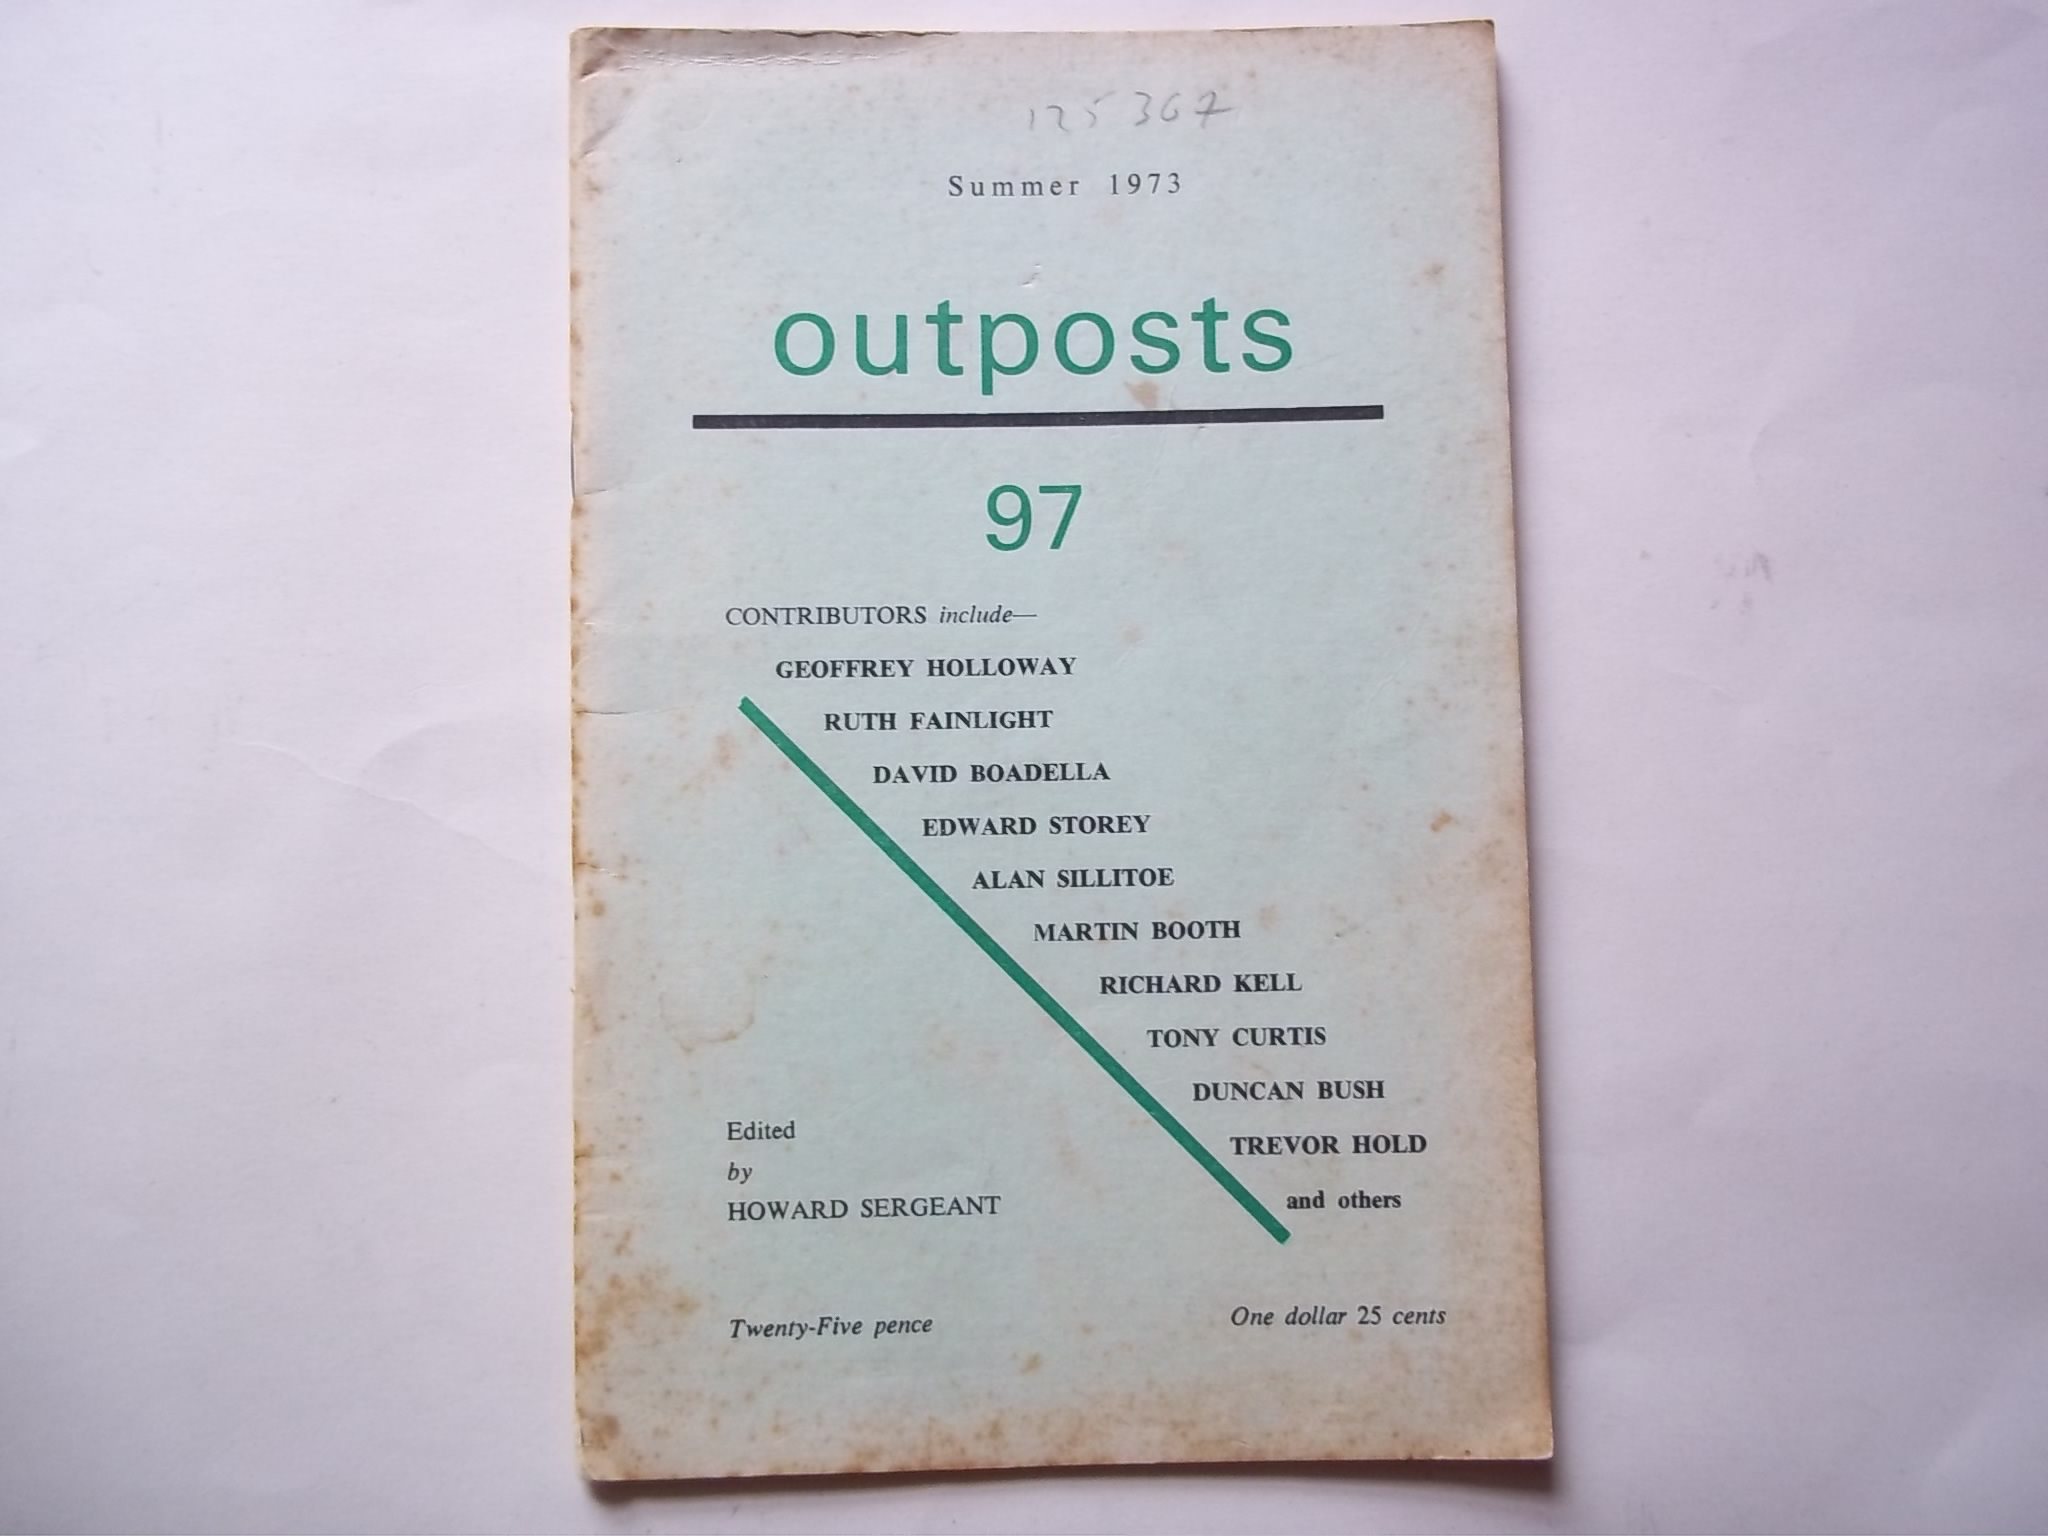 125367
Summer 1973
outposts
97
CONTRIBUTORS include—
GEOFFREY HOLLOWAY
RUTH FAINLIGHT
DAVID BOADELLA
EDWARD STOREY
ALAN SILLITOE
MARTIN BOOTH
RICHARD KELL
TONY CURTIS
DUNCAN BUSH
TREVOR HOLD
and others
Edited
by
HOWARD SERGEANT
Twenty-Five pence
One dollar 25 cents